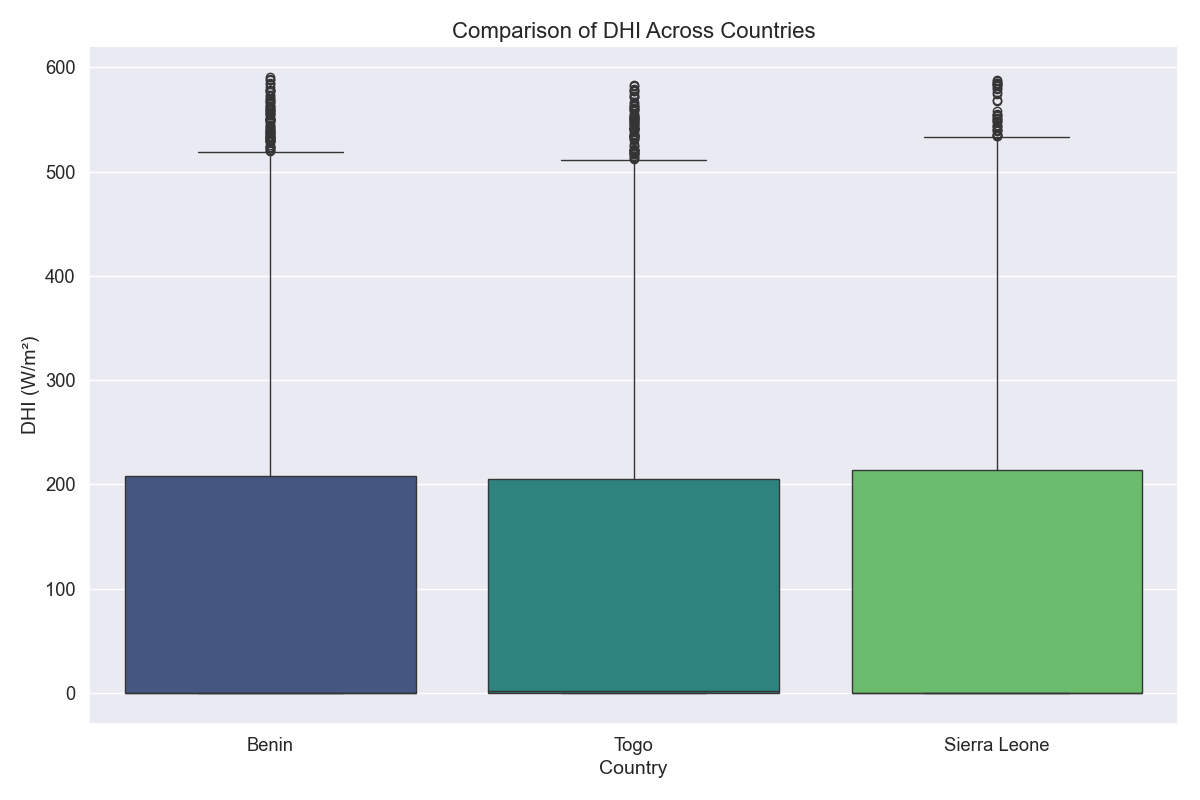 Comparison of DHI Across Countries
600
500
400
300
200
100
0
DHI (W/m²)
Benin
Togo
Sierra Leone
Country